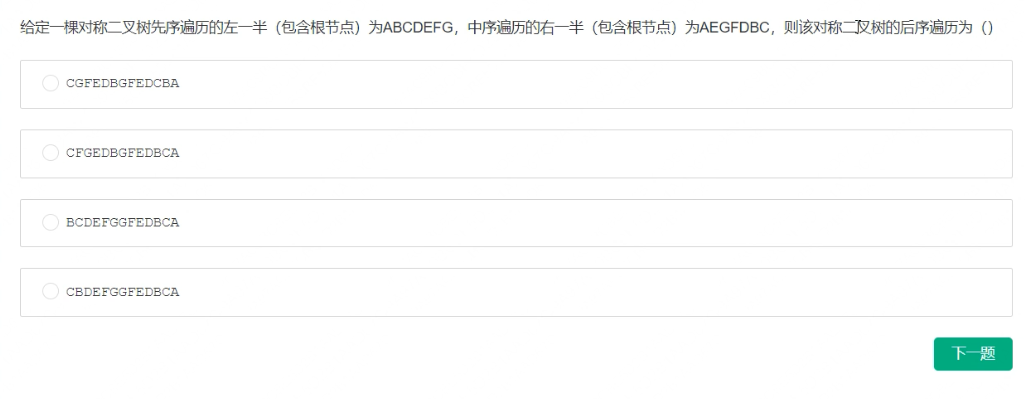 给定一棵对称二叉树先序遍历的左一半（包含根节点）为ABCDEFG，中序遍历的右一半（包含根节点）为AEGFDBC，则该对称二叉树的后序遍历为（）
CGFEDBGFEDCBA
CFGEDBGFEDBCA
BCDEFGGFEDBCA
CBDEFGGFEDBCA
下一题